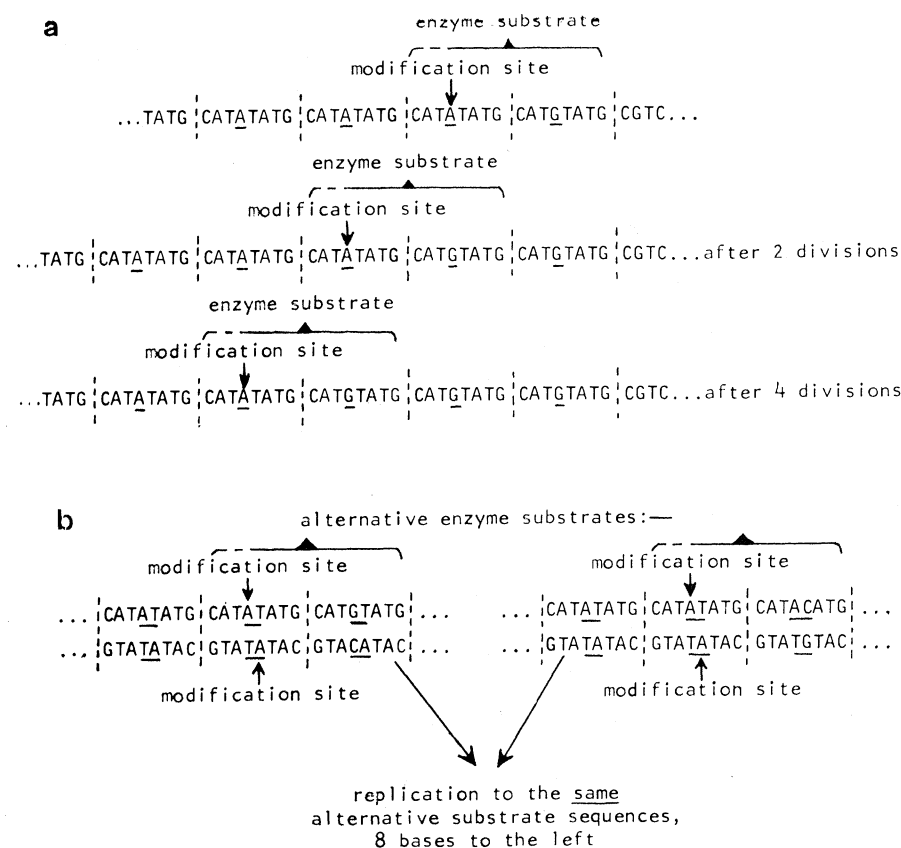 a
enzyme substrate
modification site
...TATG CATATATG CATATATG CATATATG CATGTATG CGTC...
enzyme substrate
modification site
...TATG CATATATG CATATATG CATATATG CATGTATG CATGTATG CGTC...after 2 divisions
enzyme substrate
modification site
...TATG CATATATG CATATATG CATGTATG CATGTATG CATGTATG CGTC...after 4 divisions
b
alternative enzyme substrates:—
modification site modification site
... CATATATG CATATATG CATGTATG ... ... CATATATG CATATATG CATACATG ...
... GTATATAC GTATATAC GTACATAC ... ... GTATATAC GTATATAC GTATGTAC ...
modification site modification site
replication to the same
alternative substrate sequences,
8 bases to the left